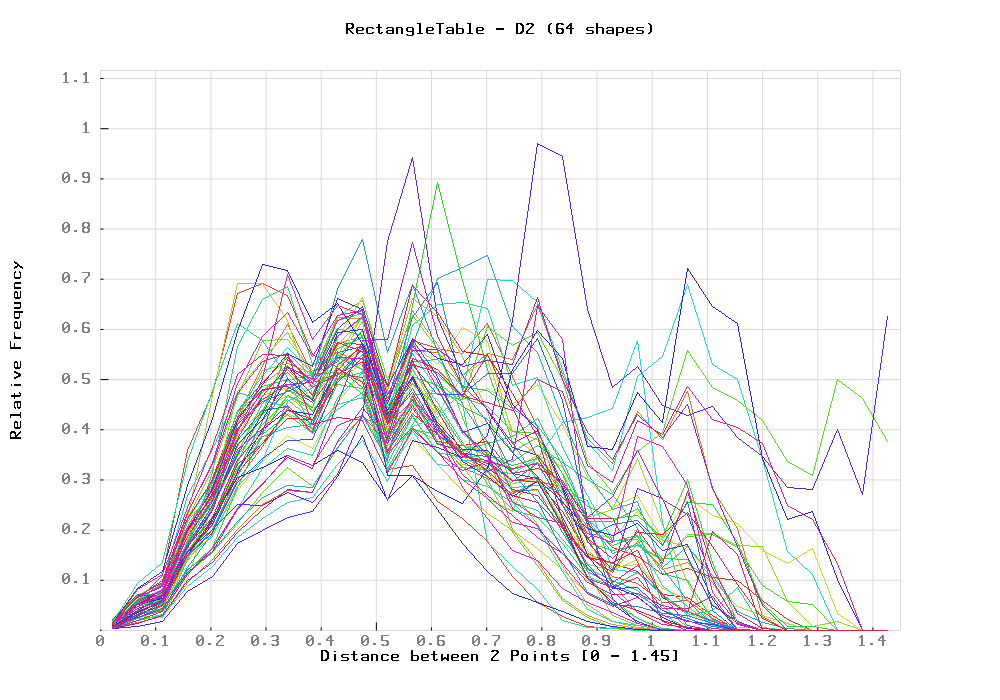 RectangleTable - D2 (64 shapes)
1.1
1
0.9
0.8
0.7
0.6
0.5
0.4
0.3
0.2
0.1
Relative Frequency
0 0.1 0.2 0.3 0.4 0.5 0.6 0.7 0.8 0.9 1 1.1 1.2 1.3 1.4
Distance between 2 Points [0 - 1.45]